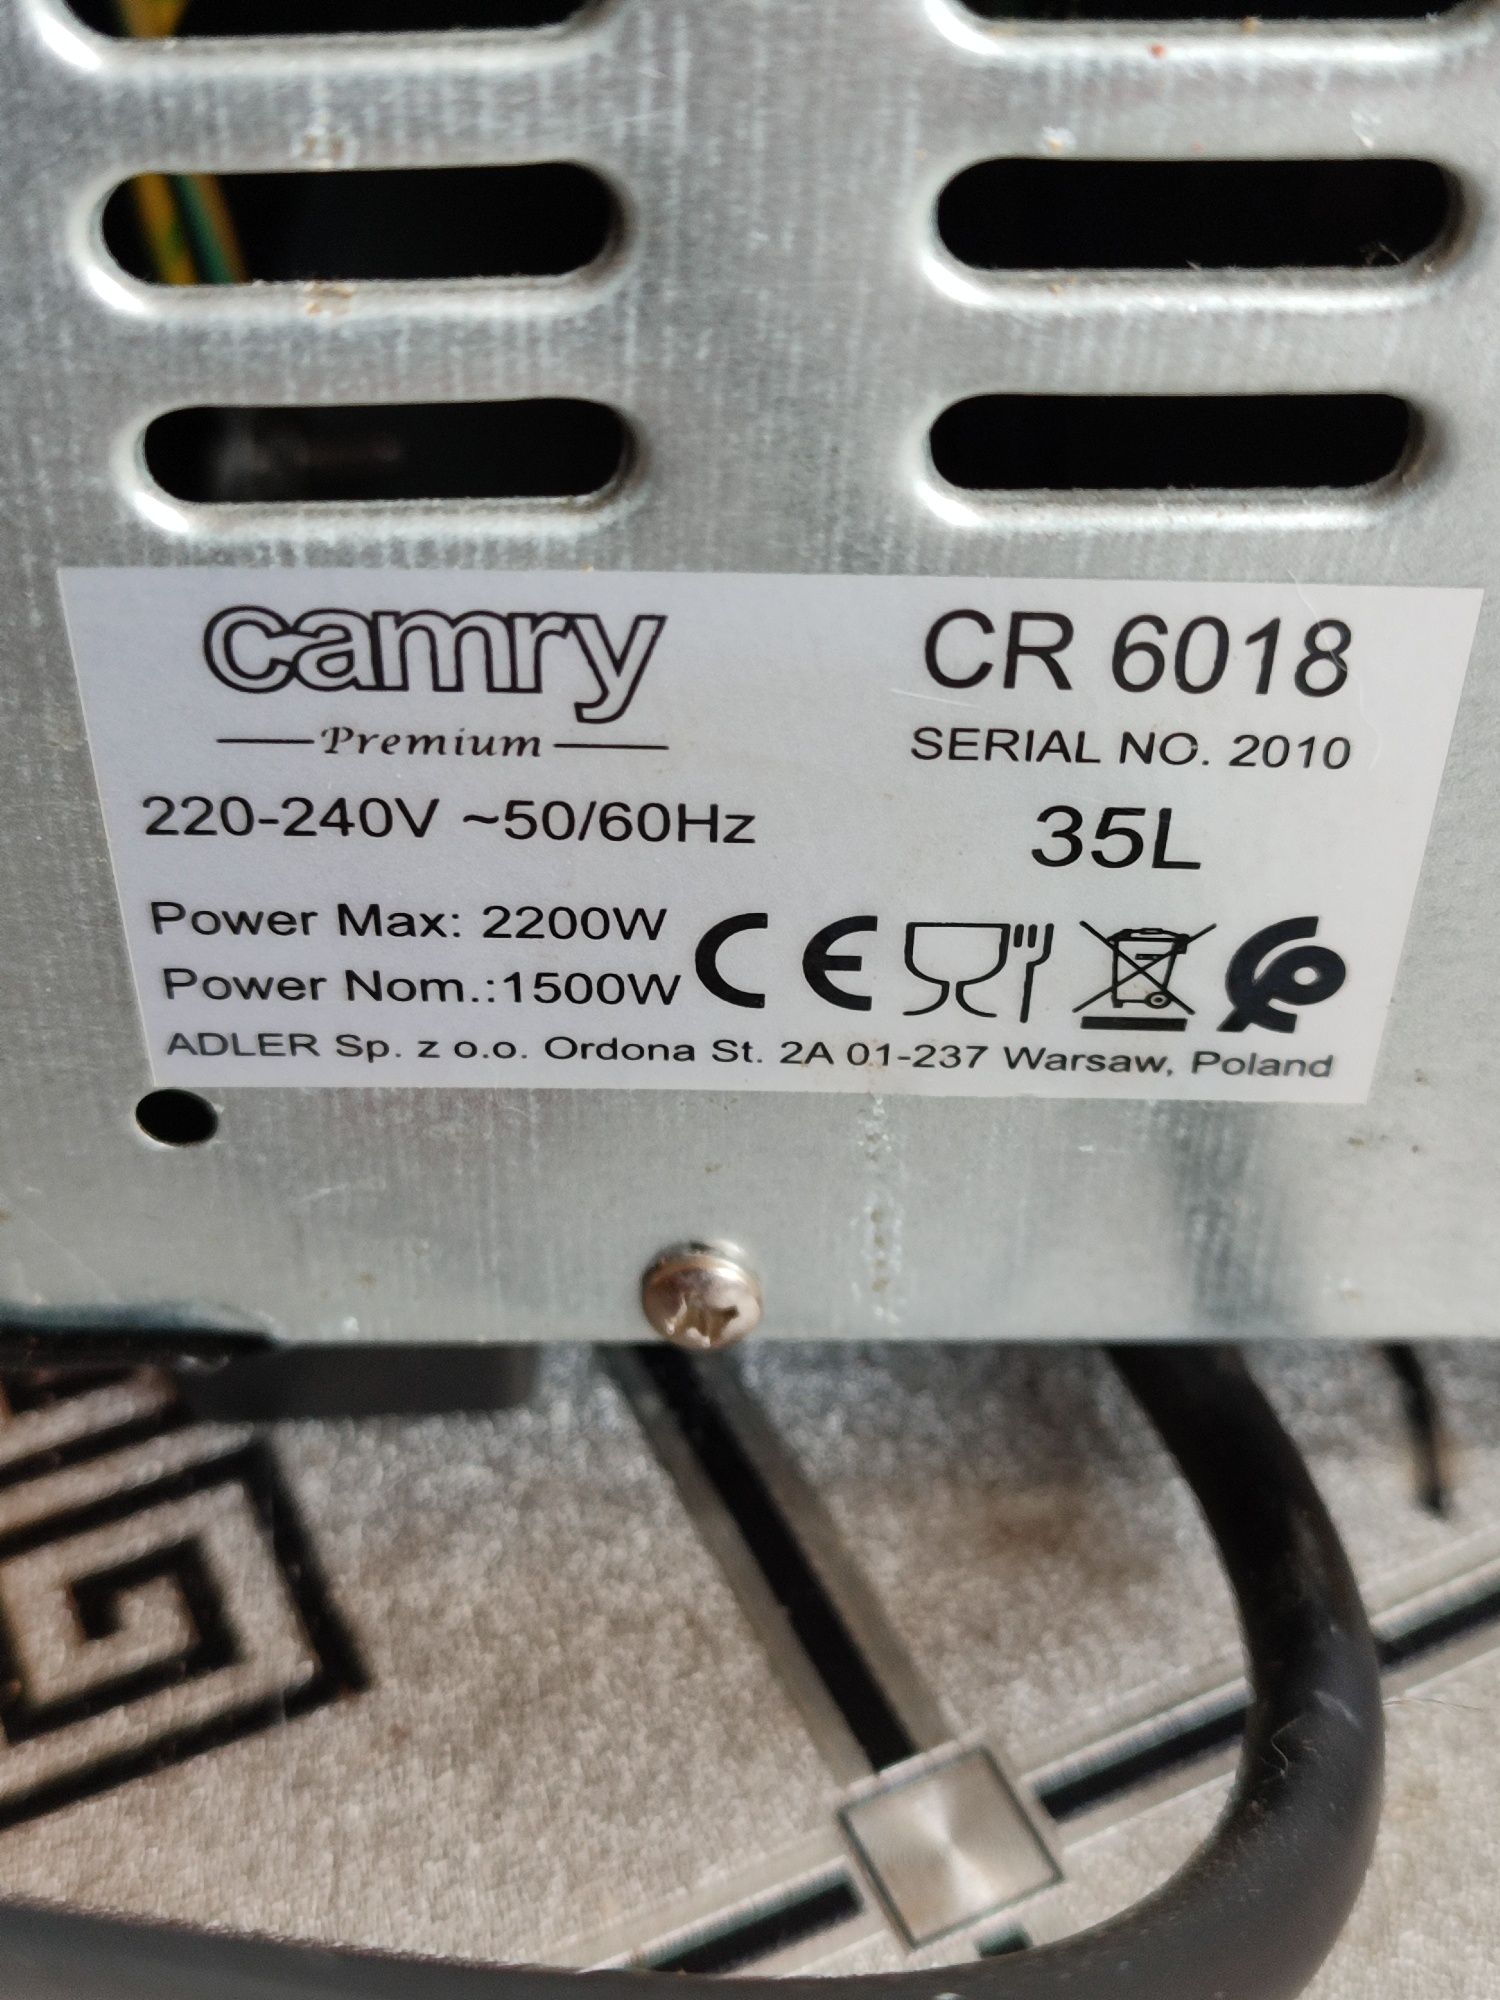 camry
Premium
CR 6018
SERIAL NO. 2010
220-240V ~50/60Hz
35L
Power Max: 2200W
Power Nom.:1500W
CE
ADLER Sp. z o.o. Ordona St. 2A 01-237 Warsaw, Poland